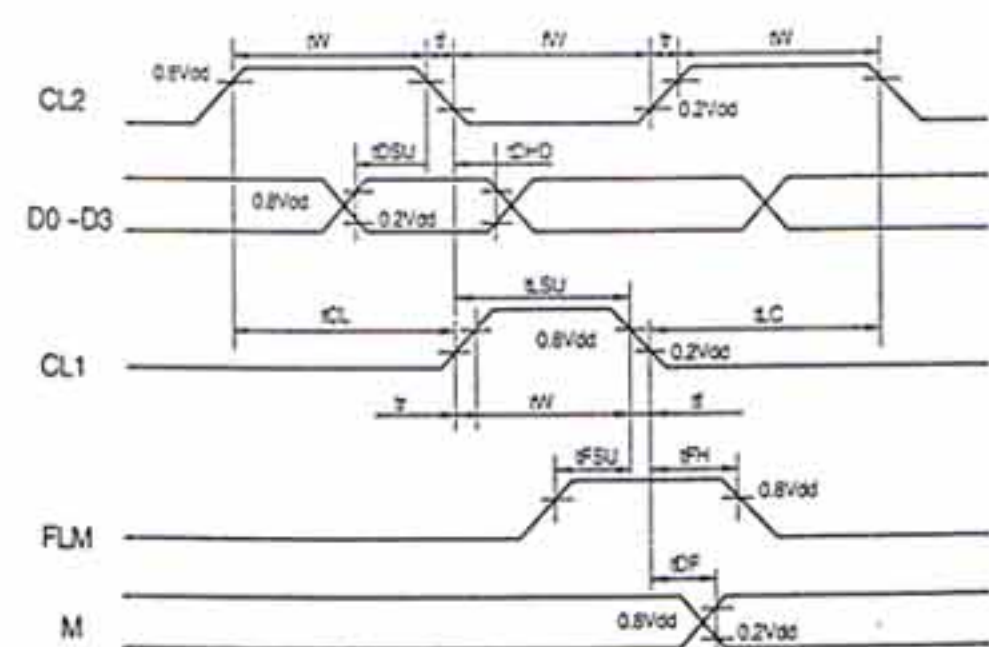 tW tf tW tr tW
0.8Vdd
CL2
0.2Vdd
tDSU tDHD
D0 -D3
0.8Vdd
0.2Vdd
tCL tLSU tLC
0.8Vdd
0.2Vdd
CL1
tr tW tf
tFSU tFH
0.8Vdd
FLM
tDF
M
0.8Vdd
0.2Vdd